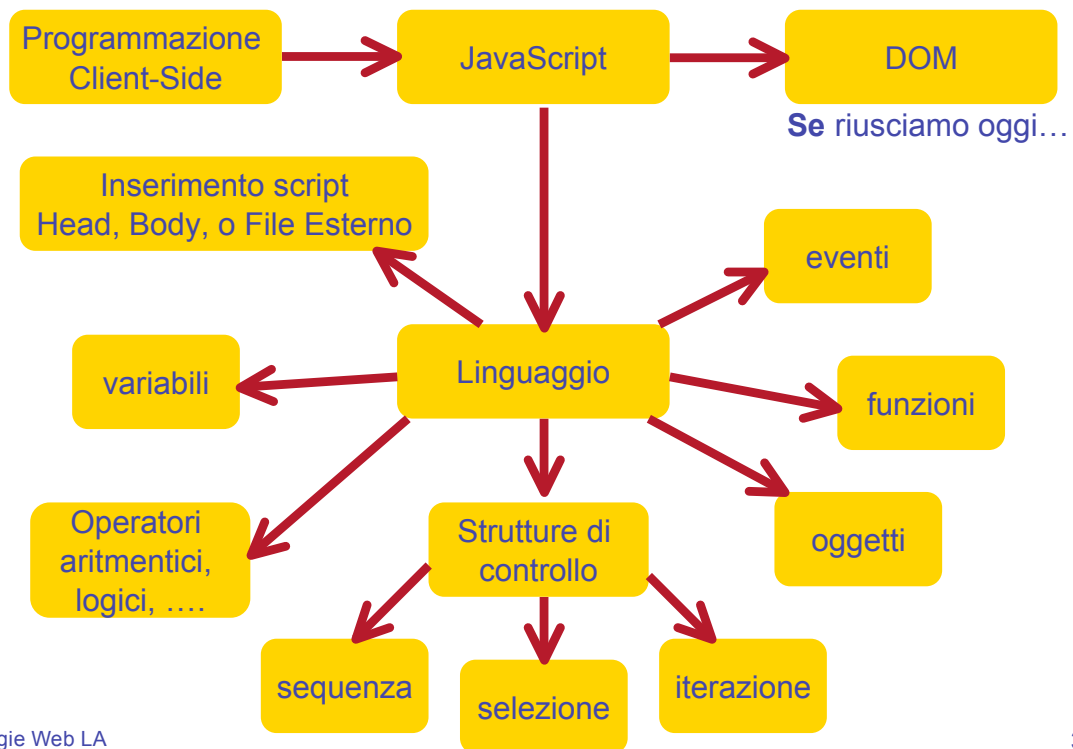 Programmazione
Client-Side
JavaScript
DOM
Se riusciamo oggi…
Inserimento script
Head, Body, o File Esterno
eventi
variabili
Linguaggio
funzioni
Operatori
aritmentici,
logici, ….
Strutture di
controllo
oggetti
sequenza
selezione
iterazione
gie Web LA